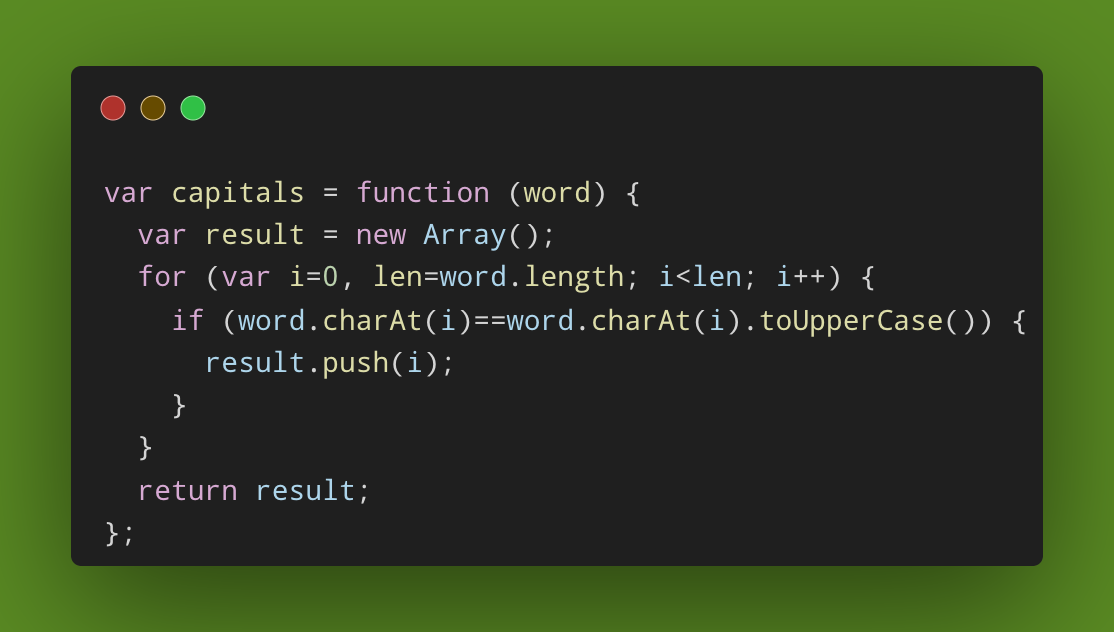 var capitals = function (word) {
  var result = new Array();
  for (var i=0, len=word.length; i<len; i++) {
    if (word.charAt(i)==word.charAt(i).toUpperCase()) {
      result.push(i);
    }
  }
  return result;
};